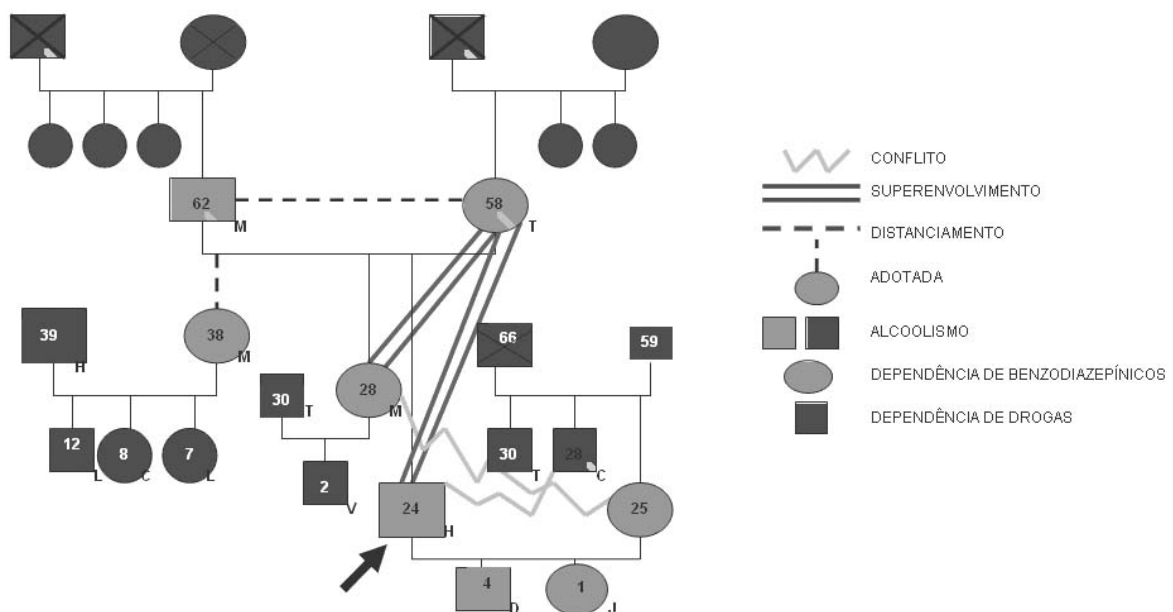 CONFLITO
SUPERENVOLVIMENTO
DISTANCIAMENTO
ADOTADA
ALCOOLISMO
DEPENDÊNCIA DE BENZODIAZEPÍNICOS
DEPENDÊNCIA DE DROGAS
62
M
58
T
39
H
38
M
66
59
30
T
28
M
12
L
8
C
7
L
2
V
30
T
28
C
24
H
25
4
D
1
J